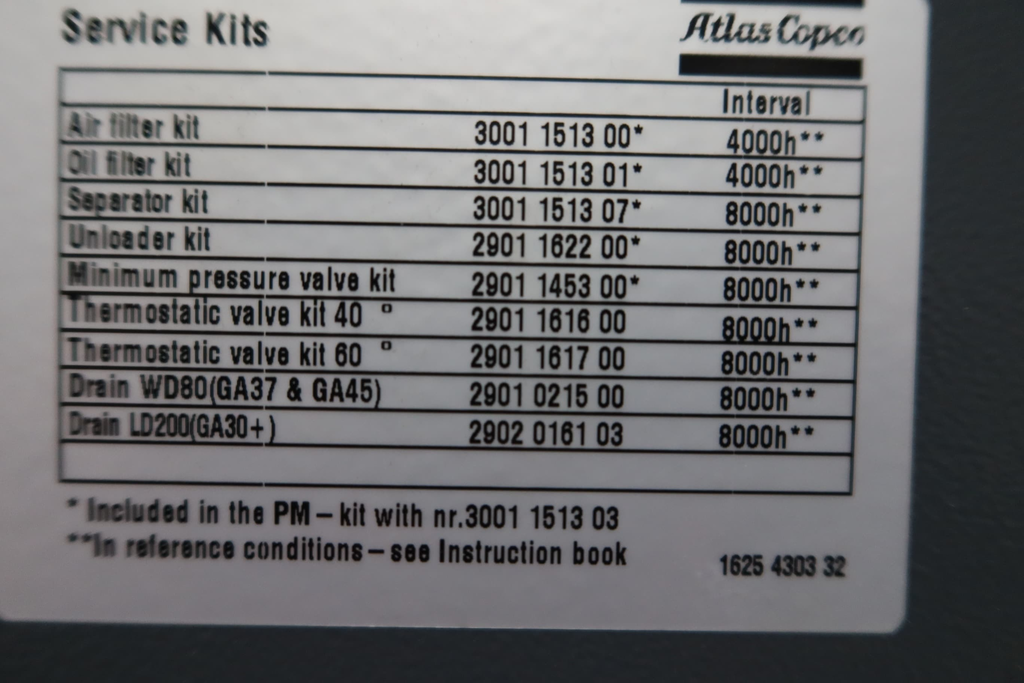 Service Kits
Atlas Copco
Interval
Air filter kit 3001 1513 00* 4000h**
Oil filter kit 3001 1513 01* 4000h**
Separator kit 3001 1513 07* 8000h**
Unloader kit 2901 1622 00* 8000h**
Minimum pressure valve kit 2901 1453 00* 8000h**
Thermostatic valve kit 40 ° 2901 1616 00 8000h**
Thermostatic valve kit 60 ° 2901 1617 00 8000h**
Drain WD80(GA37 & GA45) 2901 0215 00 8000h**
Drain LD200(GA30+) 2902 0161 03 8000h**
* Included in the PM – kit with nr.3001 1513 03
**In reference conditions – see Instruction book
1625 4303 32